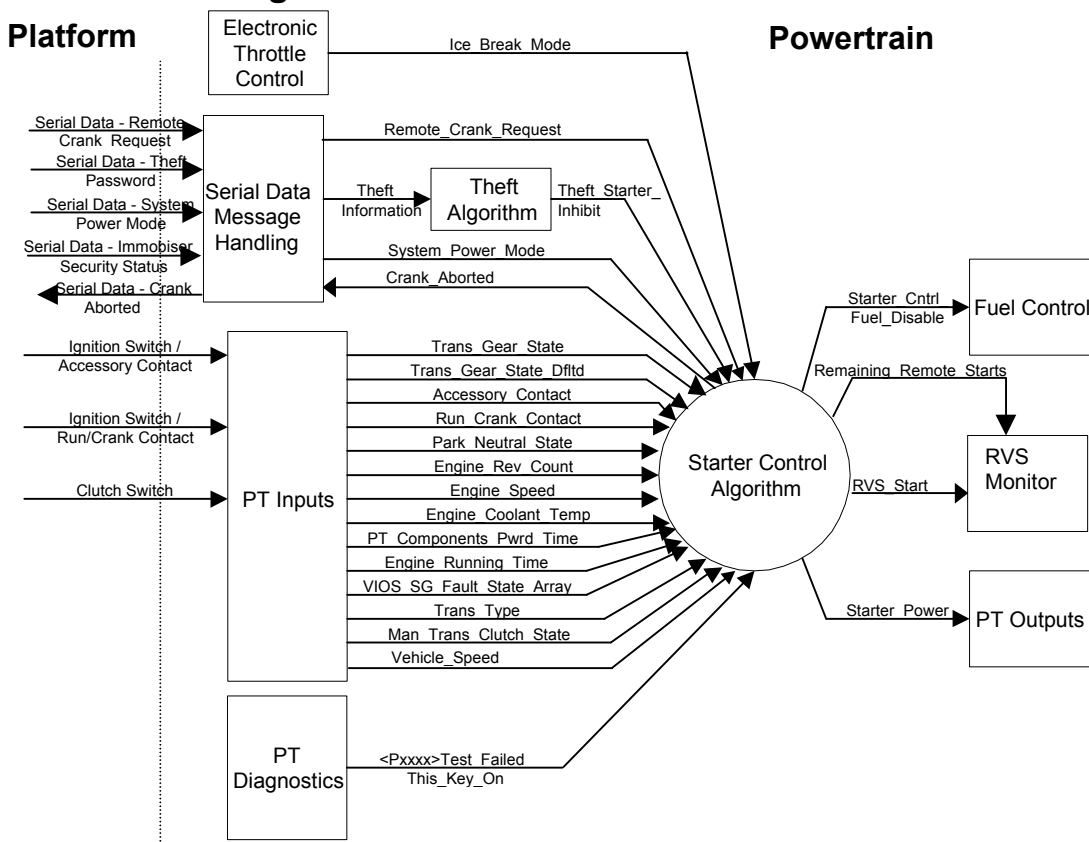 Platform
Powertrain
Electronic
Throttle
Control
Ice_Break_Mode
Serial Data - Remote
Crank_Request
Serial Data - Theft
Password
Serial Data - System
Power Mode
Serial Data - Immobiser
Security Status
Serial Data - Crank
Aborted
Serial Data
Message
Handling
Remote_Crank_Request
Theft
Information
Theft
Algorithm
Theft_Starter_
Inhibit
System_Power_Mode
Crank_Aborted
Ignition Switch /
Accessory Contact
Ignition Switch /
Run/Crank Contact
Clutch Switch
PT Inputs
Trans_Gear_State
Trans_Gear_State_Dfltd
Accessory_Contact
Run_Crank_Contact
Park_Neutral_State
Engine_Rev_Count
Engine_Speed
Engine_Coolant_Temp
PT_Components_Pwrd_Time
Engine_Running_Time
VIOS_SG_Fault_State_Array
Trans_Type
Man_Trans_Clutch_State
Vehicle_Speed
PT
Diagnostics
<Pxxxx>Test_Failed
This_Key_On
Starter Control
Algorithm
Starter_Cntrl_
Fuel_Disable
Fuel Control
Remaining_Remote_Starts
RVS
Monitor
RVS_Start
Starter_Power
PT Outputs